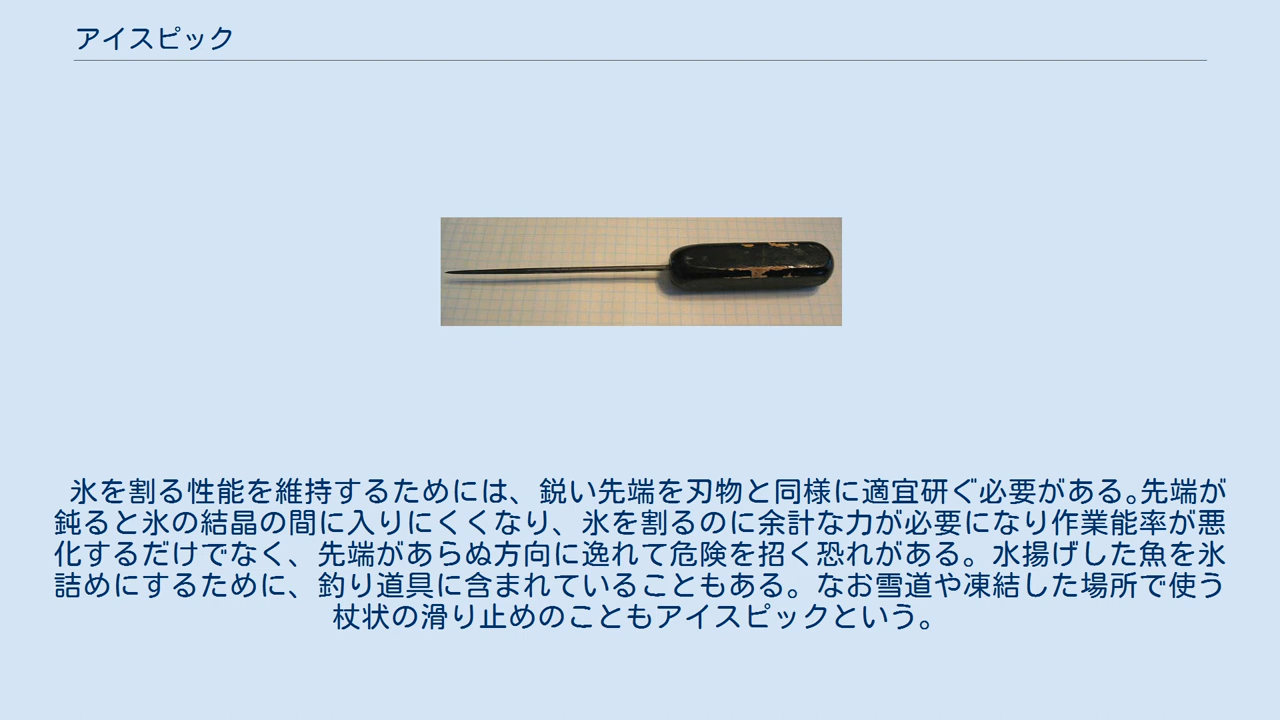 アイスピック
氷を割る性能を維持するためには、鋭い先端を刃物と同様に適宜研ぐ必要がある。先端が
鈍ると氷の結晶の間に入りにくくなり、氷を割るのに余計な力が必要になり作業能率が悪
化するだけでなく、先端があらぬ方向に逸れて危険を招く恐れがある。水揚げした魚を氷
詰めにするために、釣り道具に含まれていることもある。なお雪道や凍結した場所で使う
杖状の滑り止めのこともアイスピックという。